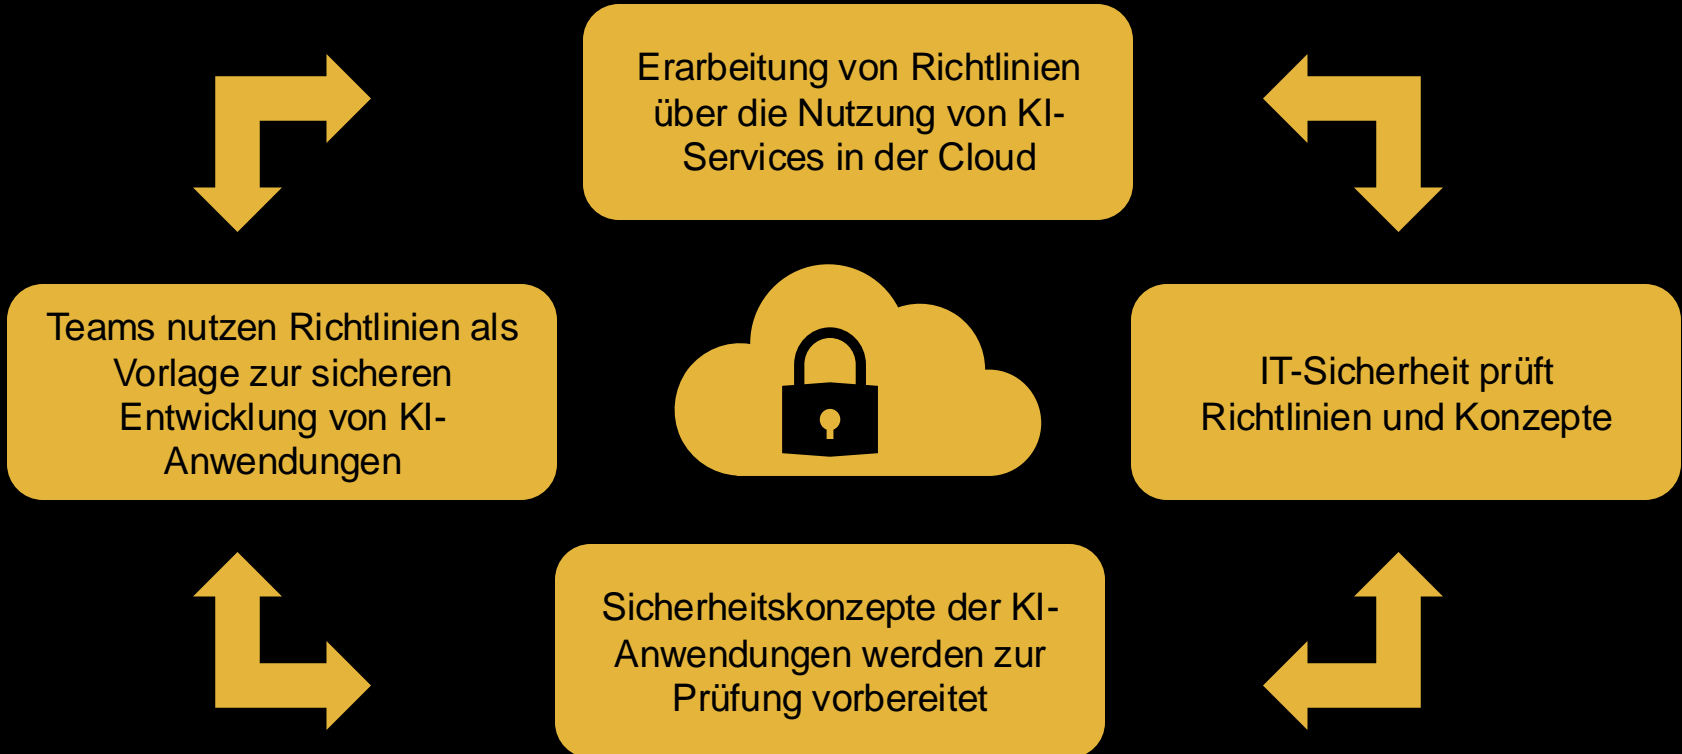 Erarbeitung von Richtlinien
über die Nutzung von KI-
Services in der Cloud
Teams nutzen Richtlinien als
Vorlage zur sicheren
Entwicklung von KI-
Anwendungen
IT-Sicherheit prüft
Richtlinien und Konzepte
Sicherheitskonzepte der KI-
Anwendungen werden zur
Prüfung vorbereitet